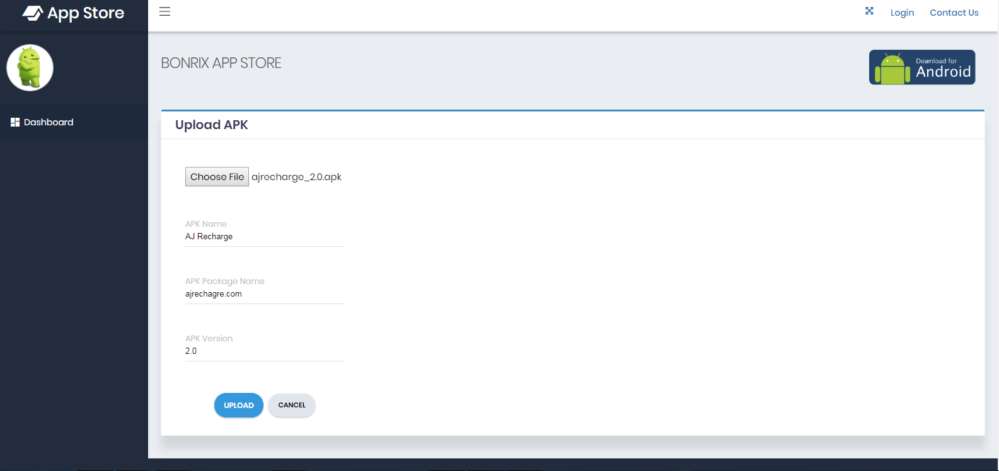 App Store
Login
Contact Us
BONRIX APP STORE
Download for
Android
Dashboard
Upload APK
Choose File ajrecharge_2.0.apk
APK Name
AJ Recharge
APK Package Name
ajrechagre.com
APK Version
2.0
UPLOAD
CANCEL